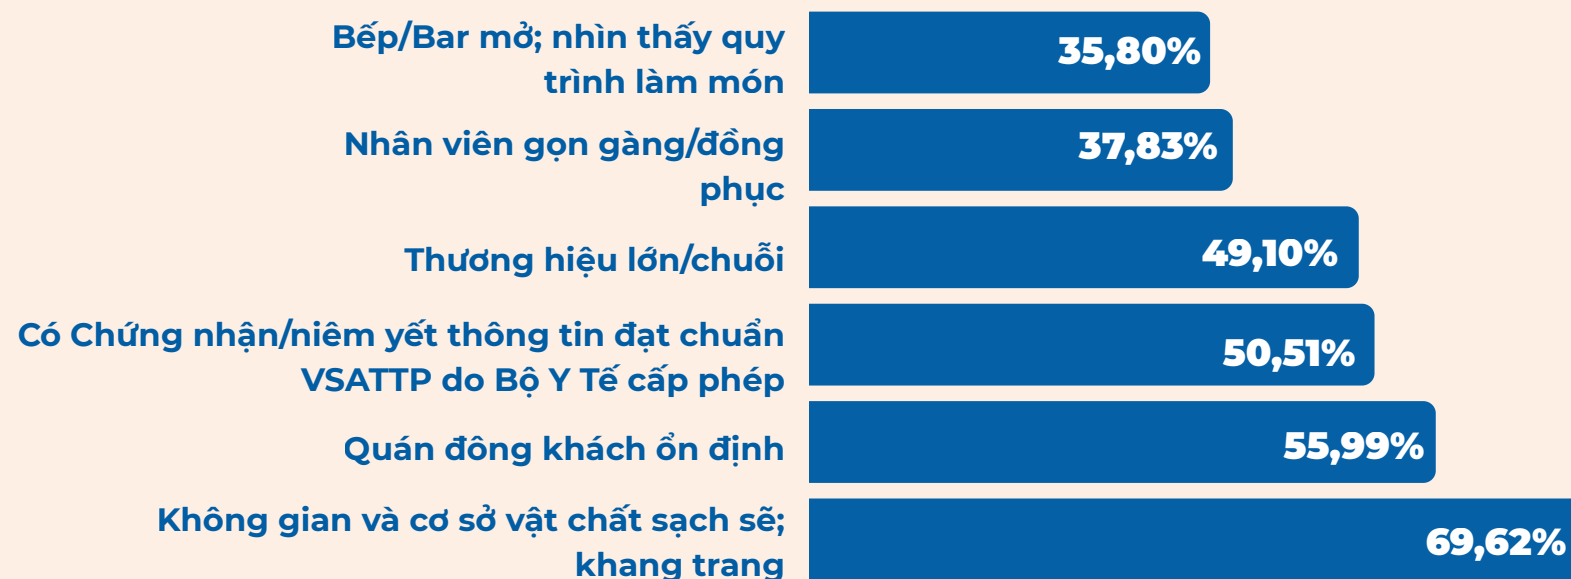 Bếp/Bar mở; nhìn thấy quy
trình làm món
35,80%
Nhân viên gọn gàng/đồng
phục
37,83%
Thương hiệu lớn/chuỗi
49,10%
Có Chứng nhận/niêm yết thông tin đạt chuẩn
VSATTP do Bộ Y Tế cấp phép
50,51%
Quán đông khách ổn định
55,99%
Không gian và cơ sở vật chất sạch sẽ;
khang trang
69,62%